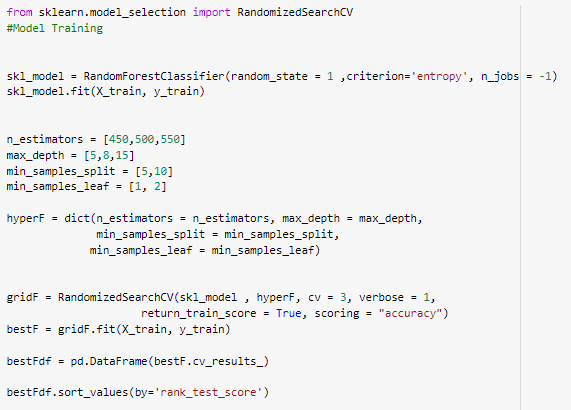 from sklearn.model_selection import RandomizedSearchCV
#Model Training
skl_model = RandomForestClassifier(random_state = 1 ,criterion='entropy', n_jobs = -1)
skl_model.fit(X_train, y_train)
n_estimators = [450,500,550]
max_depth = [5,8,15]
min_samples_split = [5,10]
min_samples_leaf = [1, 2]
hyperF = dict(n_estimators = n_estimators, max_depth = max_depth,
min_samples_split = min_samples_split,
min_samples_leaf = min_samples_leaf)
gridF = RandomizedSearchCV(skl_model , hyperF, cv = 3, verbose = 1,
return_train_score = True, scoring = "accuracy")
bestF = gridF.fit(X_train, y_train)
bestFdf = pd.DataFrame(bestF.cv_results_)
bestFdf.sort_values(by='rank_test_score')